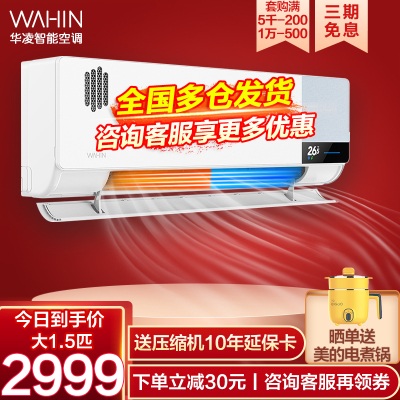 WAHIN
华凌智能空调
套购满
5千-200
1万-500
三期
免息
全国多仓发货
咨询客服享更多优惠
WAHIN
26.5
晒单送
美的电煮锅
今日到手价
大1.5匹
2999
送压缩机10年延保卡
下单立减30元|咨询客服再领券